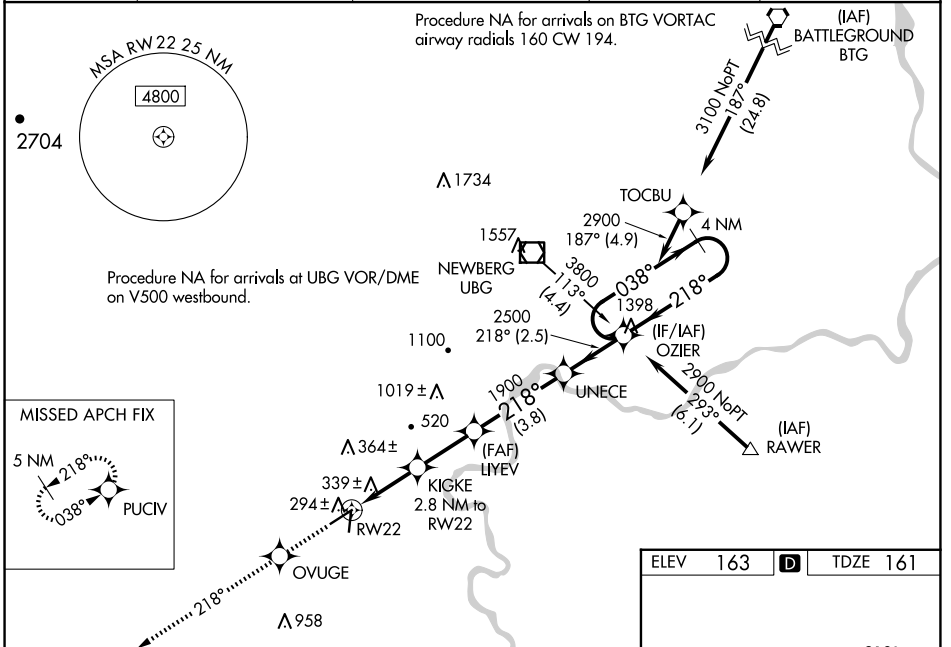 Procedure NA for arrivals on BTG VORTAC
airway radials 160 CW 194.
(IAF)
BATTLEGROUND
BTG
MSA RW22 25 NM
4800
2704
3100 NoPT
187°
(24.8)
1734
TOCBU
2900
187° (4.9)
4 NM
1557
NEWBERG
UBG
3800
113°
(4.4)
038°
218°
Procedure NA for arrivals at UBG VOR/DME
on V500 westbound.
1398
(IF/IAF)
OZIER
2500
218° (2.5)
1100
UNECE
2900 NoPT
293°
(6.1)
(IAF)
RAWER
1019 ±
1900
218°
(3.8)
520
(FAF)
LIYEV
364 ±
KIGKE
2.8 NM to
RW22
339 ±
294 ±
RW22
MISSED APCH FIX
5 NM
218°
038°
PUCIV
OVUGE
218°
958
ELEV 163
D
TDZE 161